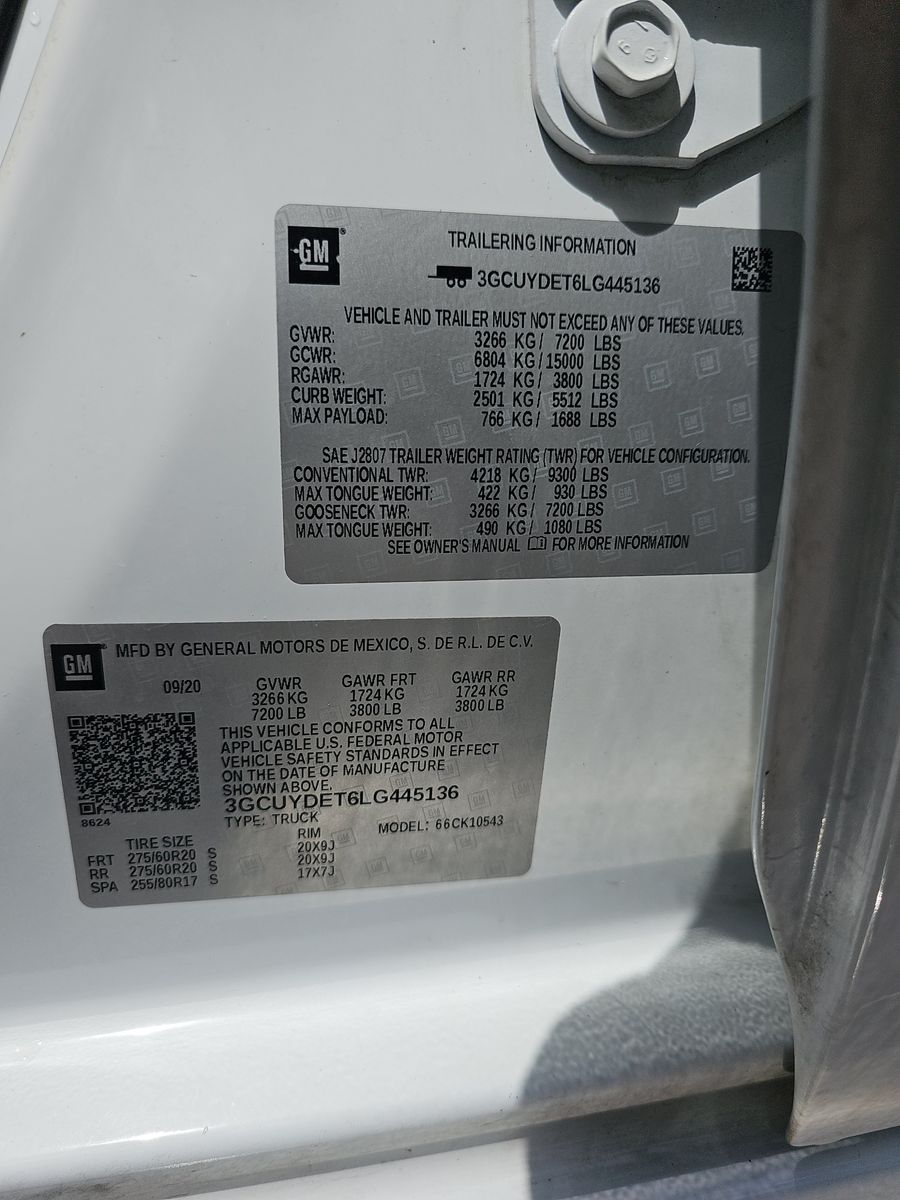 GM
TRAILERING INFORMATION
3GCUYDET6LG445136
VEHICLE AND TRAILER MUST NOT EXCEED ANY OF THESE VALUES.
GVWR: 3266 KG / 7200 LBS
GCWR: 6804 KG / 15000 LBS
RGAWR: 1724 KG / 3800 LBS
CURB WEIGHT: 2501 KG / 5512 LBS
MAX PAYLOAD: 766 KG / 1688 LBS
SAE J2807 TRAILER WEIGHT RATING (TWR) FOR VEHICLE CONFIGURATION.
CONVENTIONAL TWR: 4218 KG / 9300 LBS
MAX TONGUE WEIGHT: 422 KG / 930 LBS
GOOSENECK TWR: 3266 KG / 7200 LBS
MAX TONGUE WEIGHT: 490 KG / 1080 LBS
SEE OWNER'S MANUAL FOR MORE INFORMATION
GM
MFD BY GENERAL MOTORS DE MEXICO, S. DE R.L. DE C.V.
09/20 GVWR GAWR FRT GAWR RR
3266 KG 1724 KG 1724 KG
7200 LB 3800 LB 3800 LB
THIS VEHICLE CONFORMS TO ALL
APPLICABLE U.S. FEDERAL MOTOR
VEHICLE SAFETY STANDARDS IN EFFECT
ON THE DATE OF MANUFACTURE
SHOWN ABOVE.
3GCUYDET6LG445136
8624
TYPE: TRUCK MODEL: 66CK10543
TIRE SIZE RIM
FRT 275/60R20 S 20X9J
RR 275/60R20 S 20X9J
SPA 255/80R17 S 17X7J